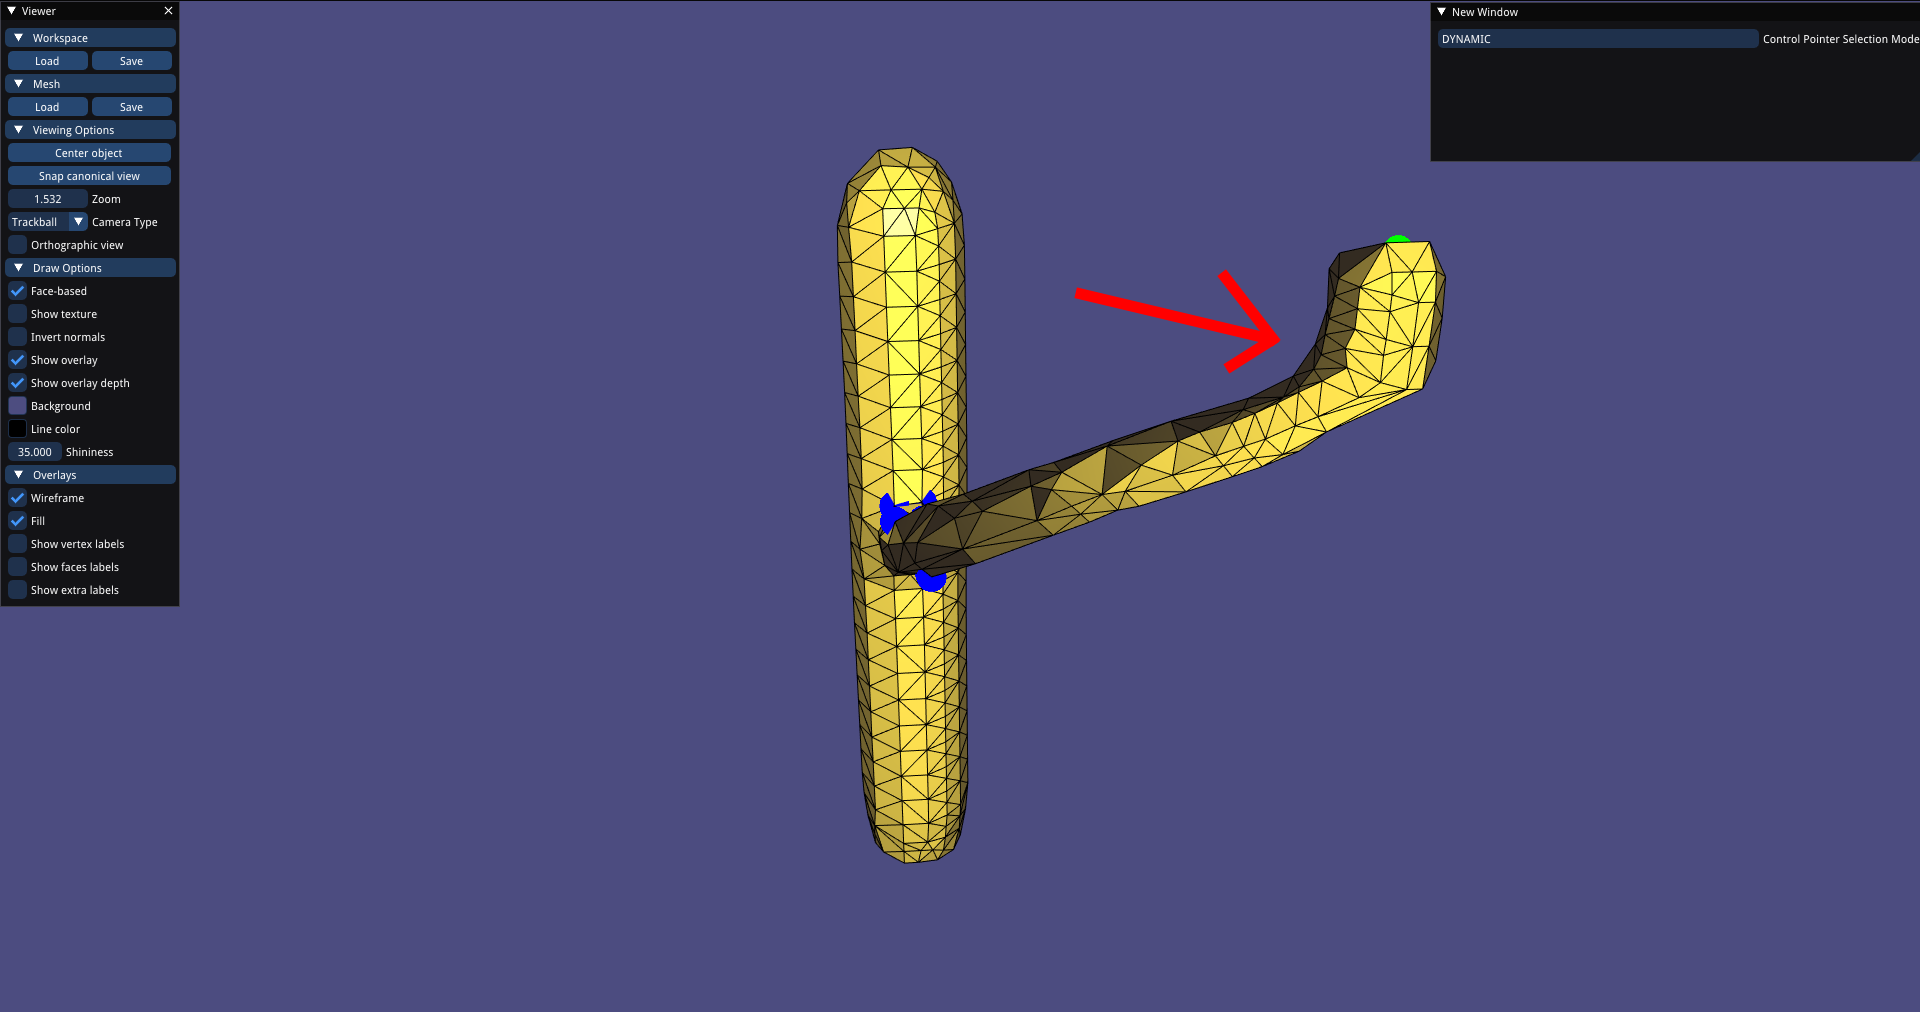 Viewer
Workspace
Load Save
Mesh
Load Save
Viewing Options
Center object
Snap canonical view
1.532 Zoom
Trackball Camera Type
Orthographic view
Draw Options
Face-based
Show texture
Invert normals
Show overlay
Show overlay depth
Background
Line color
35.000 Shininess
Overlays
Wireframe
Fill
Show vertex labels
Show faces labels
Show extra labels
New Window
DYNAMIC Control Pointer Selection Mode